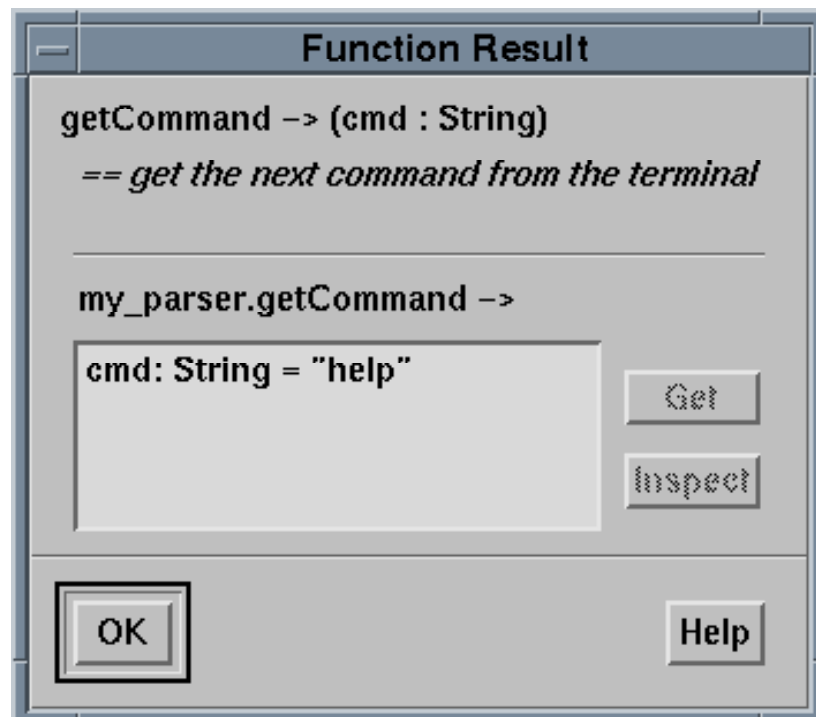 Function Result
getCommand –> (cmd : String)
== get the next command from the terminal
my_parser.getCommand –>
cmd: String = "help"
Get
Inspect
OK
Help